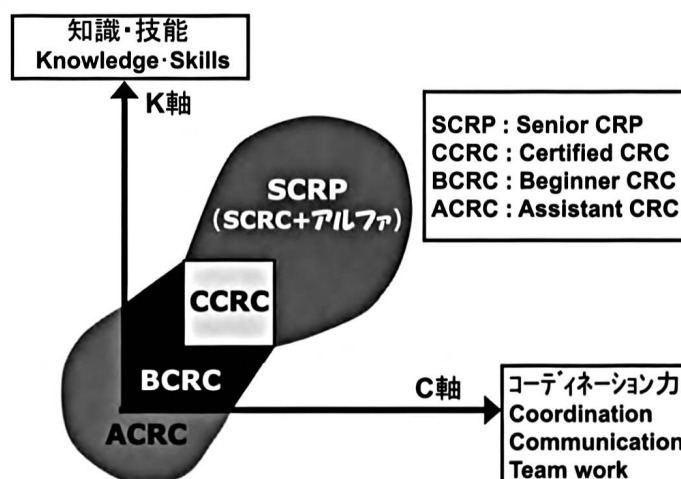 知識・技能
Knowledge・Skills
K軸
SCRP : Senior CRP
CCRC : Certified CRC
BCRC : Beginner CRC
ACRC : Assistant CRC
SCRP
(SCRC+アルファ)
CCRC
BCRC
ACRC
C軸
コーディネーション力
Coordination
Communication
Team work